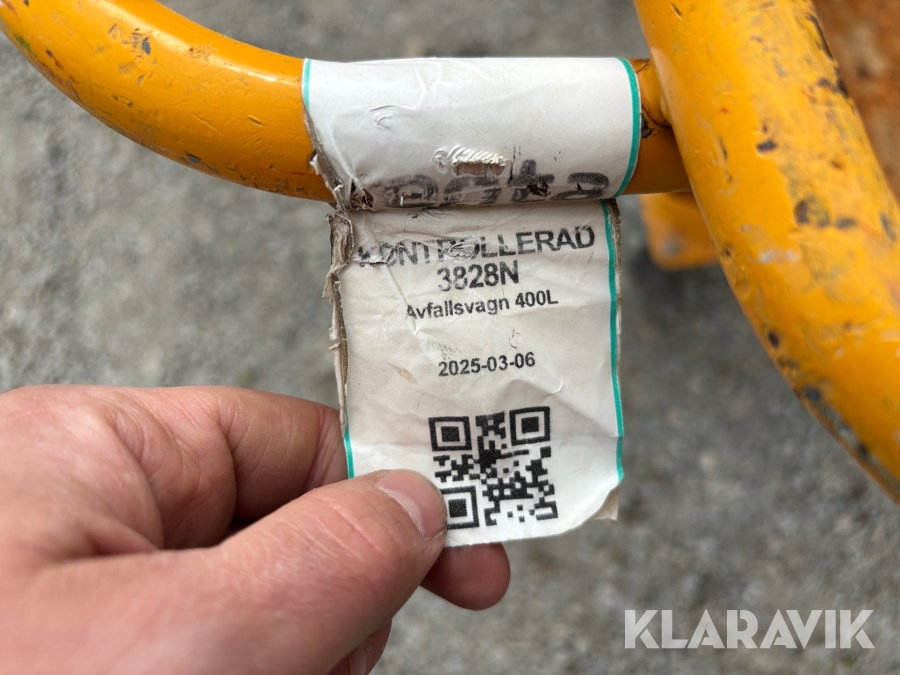 KONTROLLERAD
3828N
Avfallsvagn 400L
2025-03-06
KLARAVIK